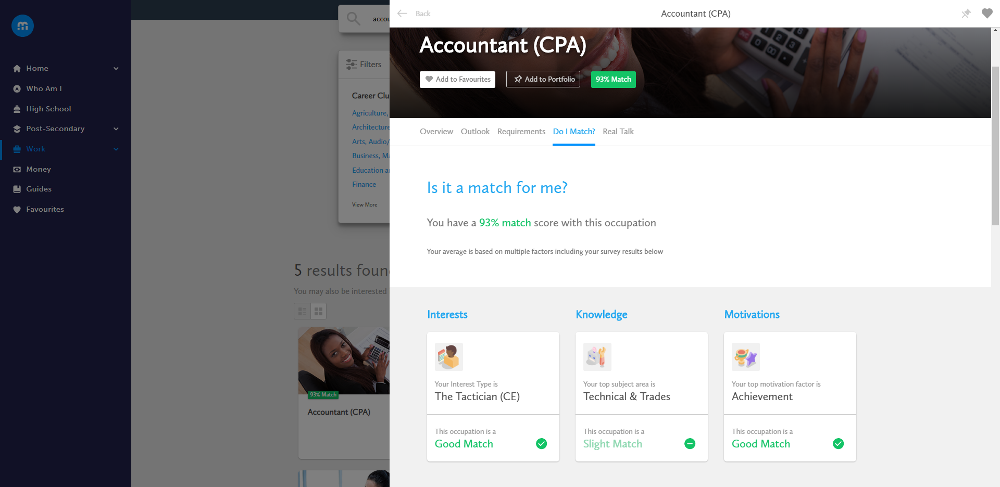 Home
Who Am I
High School
Post-Secondary
Work
Money
Guides
Favourites
accou
Filters
Career Clu
Agriculture,
Architecture
Arts, Audio/
Business, Ma
Education an
Finance
View More
5 results foun
You may also be interested
93% Match
Accountant (CPA)
Back
Accountant (CPA)
Accountant (CPA)
Add to Favourites
Add to Portfolio
93% Match
Overview Outlook Requirements Do I Match? Real Talk
Is it a match for me?
You have a 93% match score with this occupation
Your average is based on multiple factors including your survey results below
Interests
Your Interest Type is
The Tactician (CE)
This occupation is a
Good Match
Knowledge
Your top subject area is
Technical & Trades
This occupation is a
Slight Match
Motivations
Your top motivation factor is
Achievement
This occupation is a
Good Match